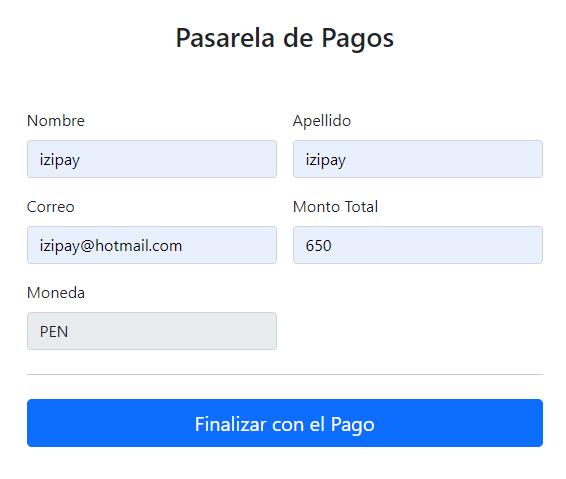 Pasarela de Pagos
Nombre Apellido
izipay izipay
Correo Monto Total
izipay@hotmail.com 650
Moneda
PEN
Finalizar con el Pago